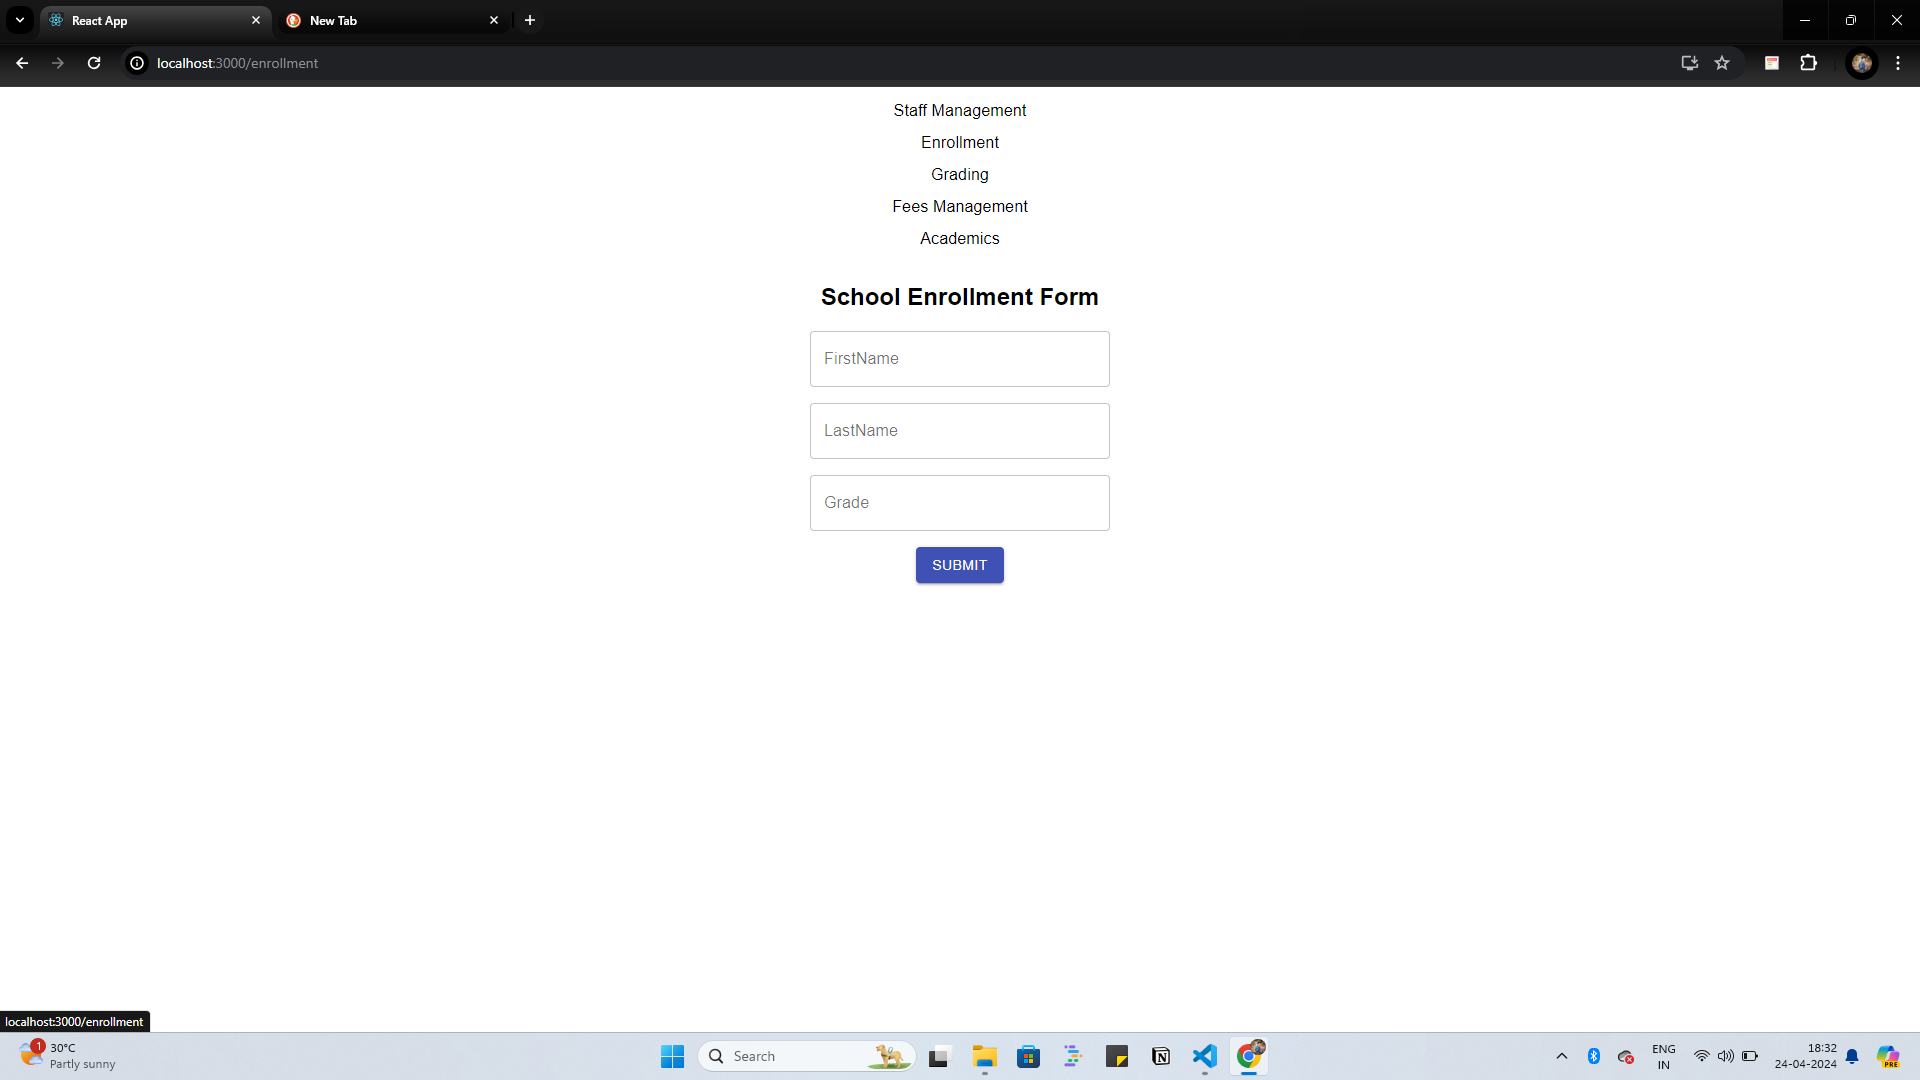 React App
New Tab
localhost:3000/enrollment
Staff Management
Enrollment
Grading
Fees Management
Academics
School Enrollment Form
FirstName
LastName
Grade
SUBMIT
localhost:3000/enrollment
1
30°C
Partly sunny
Search
N
ENG
IN
18:32
24-04-2024
PRE